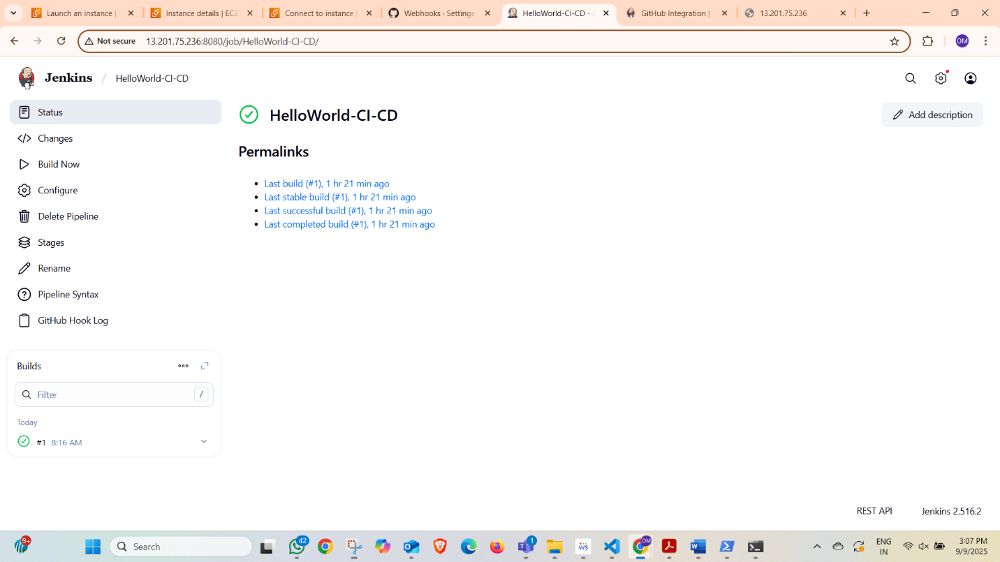 Launch an instance |
Instance details | EC2
Connect to instance |
Webhooks · Settings
HelloWorld-CI-CD -
GitHub Integration |
13.201.75.236
Not secure
13.201.75.236:8080/job/HelloWorld-CI-CD/
OM
Jenkins / HelloWorld-CI-CD
Status
Changes
Build Now
Configure
Delete Pipeline
Stages
Rename
Pipeline Syntax
GitHub Hook Log
Builds
Filter
/
Today
#1 8:16 AM
HelloWorld-CI-CD
Add description
Permalinks
Last build (#1), 1 hr 21 min ago
Last stable build (#1), 1 hr 21 min ago
Last successful build (#1), 1 hr 21 min ago
Last completed build (#1), 1 hr 21 min ago
REST API
Jenkins 2.516.2
9+
Search
42
WS
1
OM
ENG
IN
3:07 PM
9/9/2025